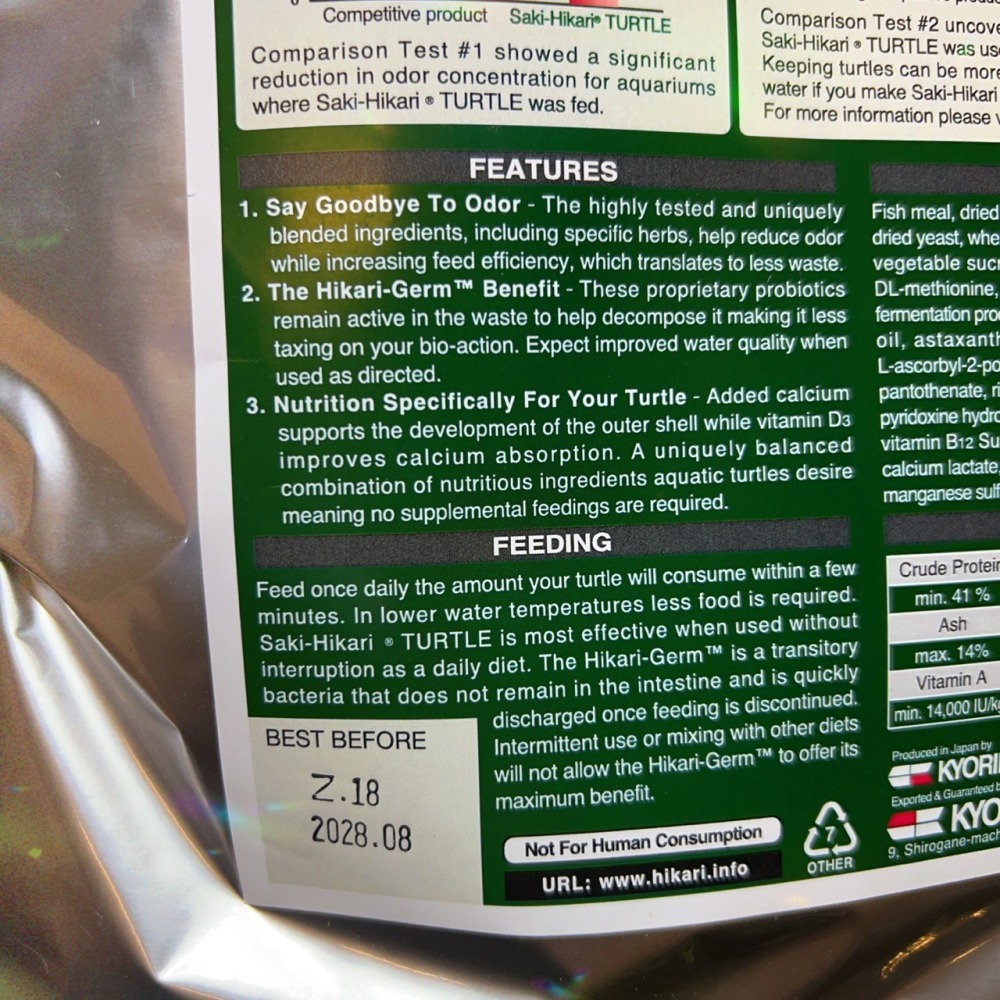 0
Competitive product Saki-Hikari® TURTLE
Comparison Test #1 showed a significant
reduction in odor concentration for aquariums
where Saki-Hikari ® TURTLE was fed.
Comparison Test #2
Saki-Hikari ® TURTLE was
Keeping turtles can be more
water if you make Saki-Hikari
For more information please
FEATURES
1. Say Goodbye To Odor - The highly tested and uniquely
blended ingredients, including specific herbs, help reduce odor
while increasing feed efficiency, which translates to less waste.
2. The Hikari-Germ™ Benefit - These proprietary probiotics
remain active in the waste to help decompose it making it less
taxing on your bio-action. Expect improved water quality when
used as directed.
3. Nutrition Specifically For Your Turtle - Added calcium
supports the development of the outer shell while vitamin D3
improves calcium absorption. A uniquely balanced
combination of nutritious ingredients aquatic turtles desire
meaning no supplemental feedings are required.
FEEDING
Feed once daily the amount your turtle will consume within a few
minutes. In lower water temperatures less food is required.
Saki-Hikari ® TURTLE is most effective when used without
interruption as a daily diet. The Hikari-Germ™ is a transitory
bacteria that does not remain in the intestine and is quickly
discharged once feeding is discontinued.
Intermittent use or mixing with other diets
will not allow the Hikari-Germ™ to offer its
maximum benefit.
BEST BEFORE
Z.18
2028.08
Not For Human Consumption
URL: www.hikari.info
7
OTHER
Fish meal, dried
dried yeast,
vegetable
DL-methionine,
fermentation
oil,
L-ascorbyl-2-
pantothenate,
pyridoxine
vitamin B12
calcium lactate,
manganese
Crude Protein
min. 41 %
Ash
max. 14%
Vitamin A
min. 14,000 IU/kg
Produced in Japan by
Exported & Guaranteed
9, Shirogane-